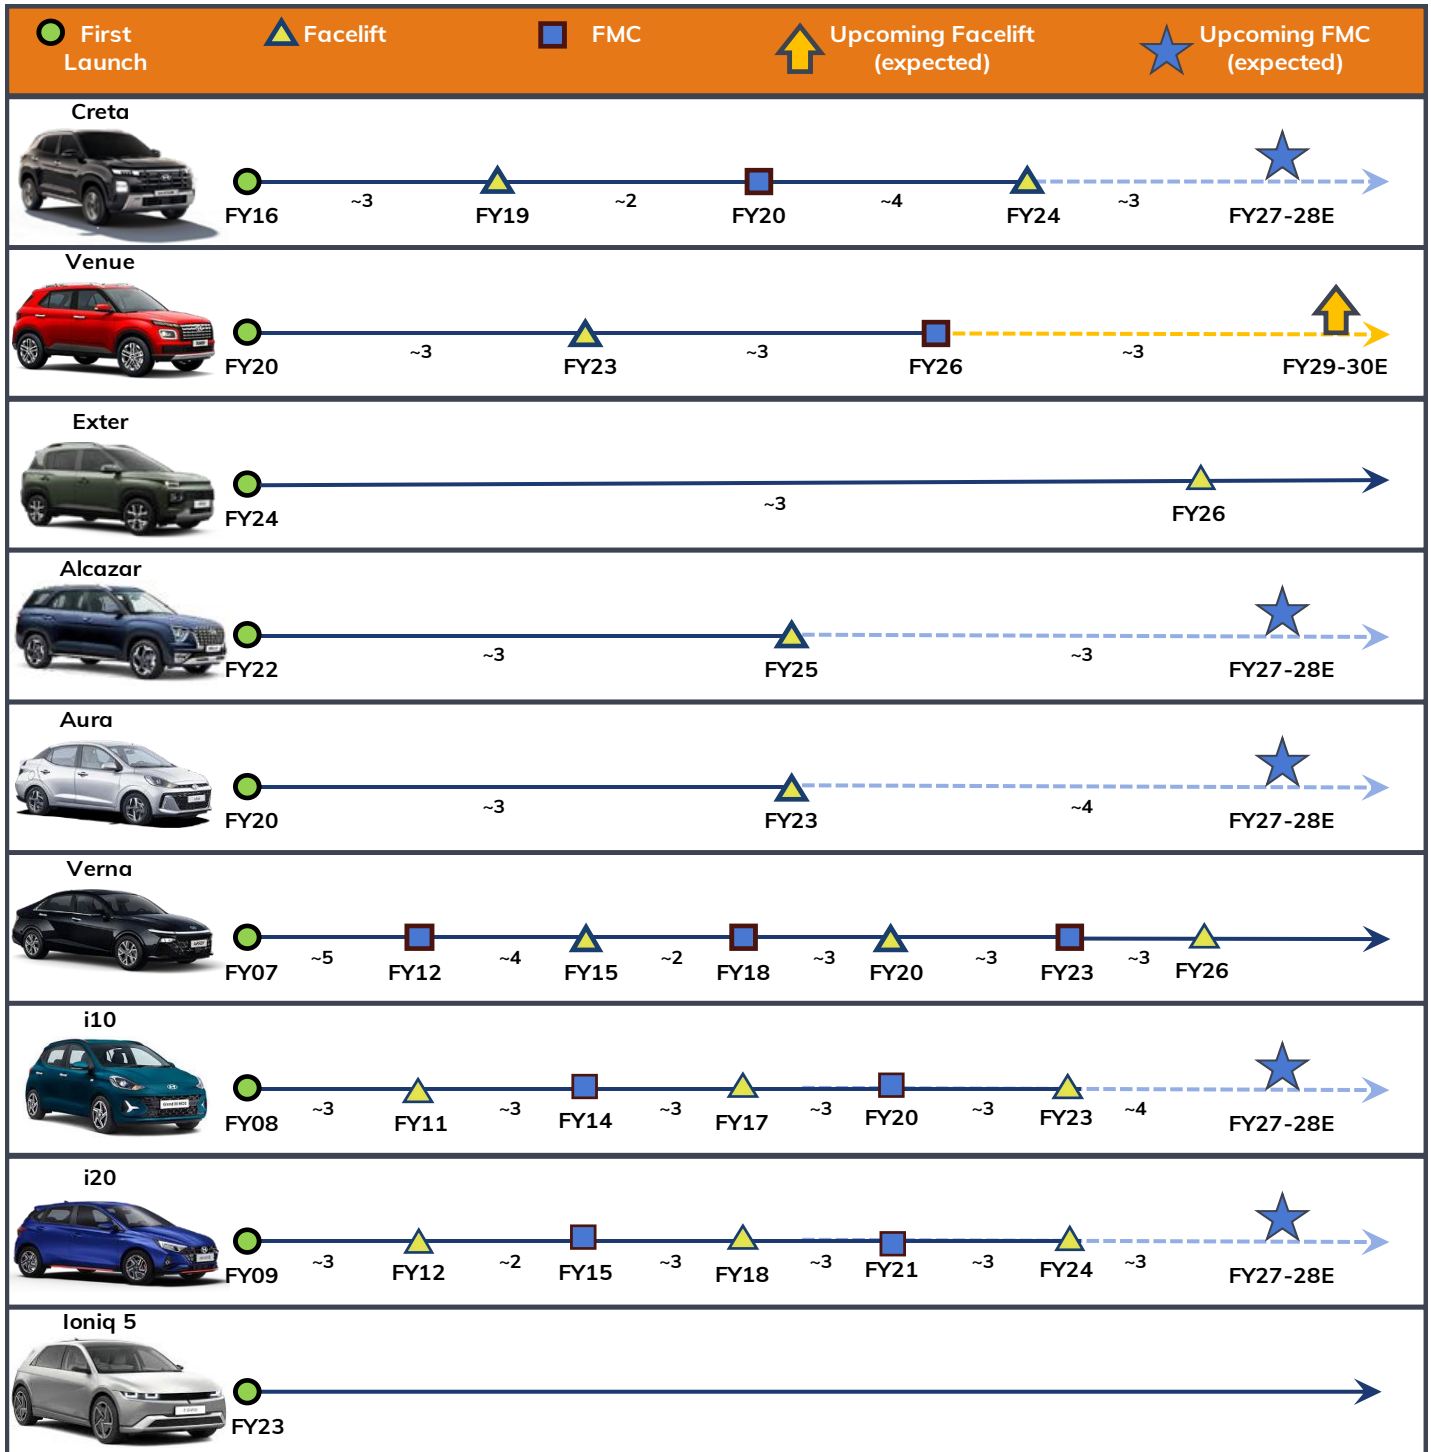 First Launch
Facelift
FMC
Upcoming Facelift (expected)
Upcoming FMC (expected)
Creta
~3
~2
~4
~3
FY16
FY19
FY20
FY24
FY27-28E
Venue
~3
~3
~3
FY20
FY23
FY26
FY29-30E
Exter
~3
FY24
FY26
Alcazar
~3
~3
FY22
FY25
FY27-28E
Aura
~3
~4
FY20
FY23
FY27-28E
Verna
~5
~4
~2
~3
~3
~3
FY07
FY12
FY15
FY18
FY20
FY23
FY26
i10
~3
~3
~3
~3
~3
~4
FY08
FY11
FY14
FY17
FY20
FY23
FY27-28E
i20
~3
~2
~3
~3
~3
~3
FY09
FY12
FY15
FY18
FY21
FY24
FY27-28E
Ioniq 5
FY23